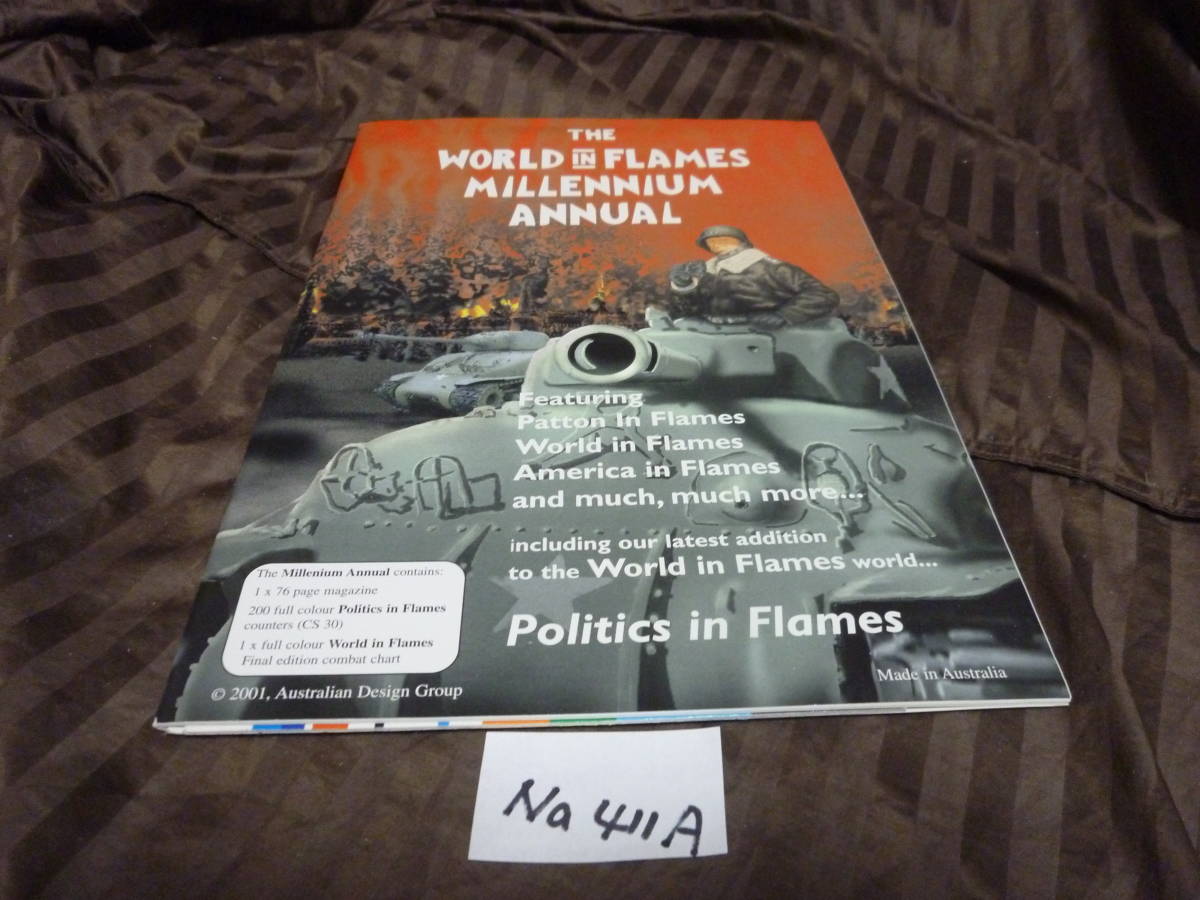 THE
WORLD IN FLAMES
MILLENNIUM
ANNUAL
Featuring
Patton In Flames
World in Flames
America in Flames
and much, much more...
including our latest addition
to the World in Flames world...
Politics in Flames
The Millenium Annual contains:
1 x 76 page magazine
200 full colour Politics in Flames
counters (CS 30)
1 x full colour World in Flames
Final edition combat chart
© 2001, Australian Design Group
Made in Australia
No 411A